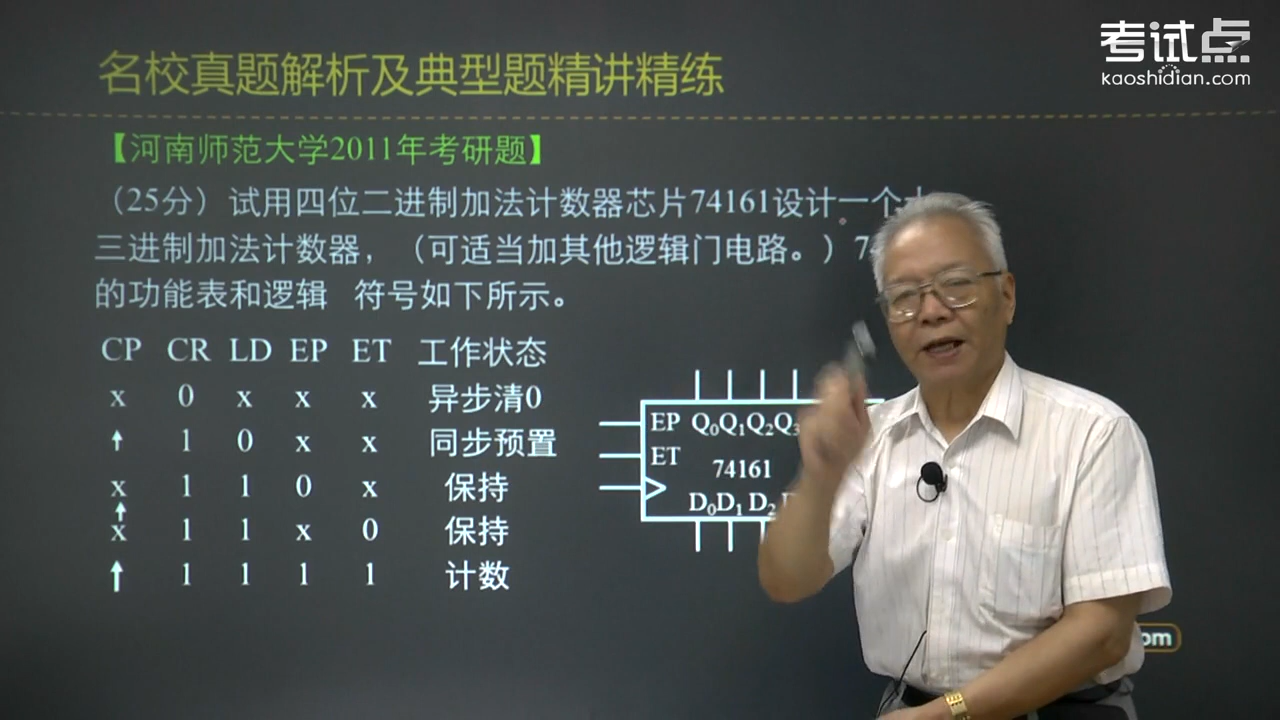 考试点
kaoshidian.com
名校真题解析及典型题精讲精练
【河南师范大学2011年考研题】
（25分）试用四位二进制加法计数器芯片74161设计一个
三进制加法计数器，（可适当加其他逻辑门电路。）
的功能表和逻辑 符号如下所示。
CP CR LD EP ET 工作状态
x 0 x x x 异步清0
↑ 1 0 x x 同步预置
x 1 1 0 x 保持
↑
x 1 1 x 0 保持
↑ 1 1 1 1 计数
EP Q0Q1Q2Q3
ET
74161
D0D1 D2
om